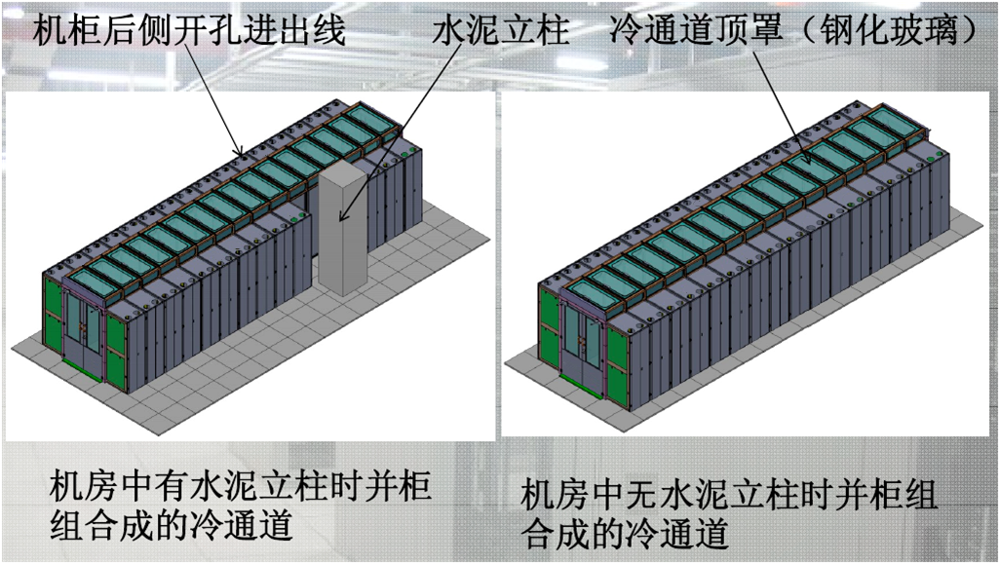 机柜后侧开孔进出线
水泥立柱
冷通道顶罩（钢化玻璃）
机房中有水泥立柱时并柜
组合成的冷通道
机房中无水泥立柱时并柜组
合成的冷通道